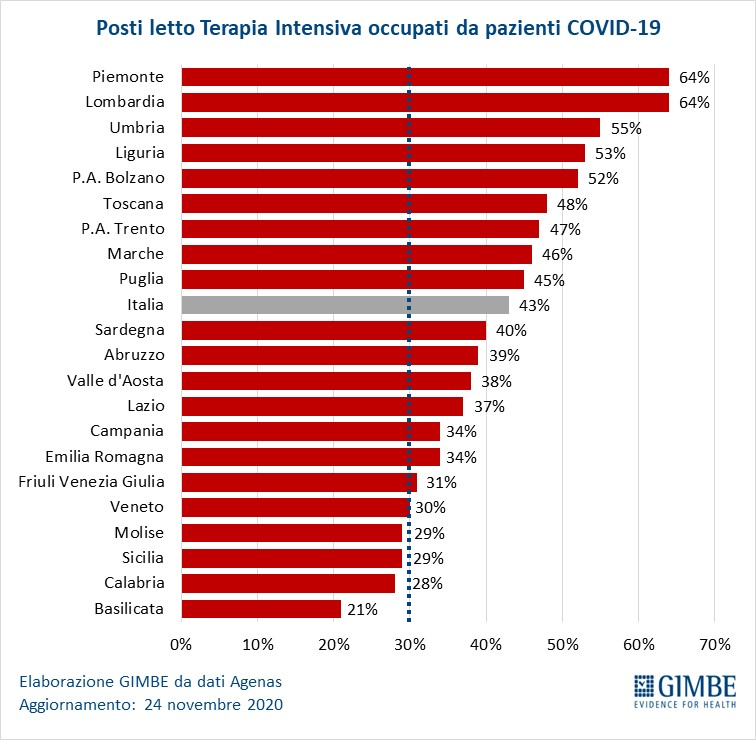 Posti letto Terapia Intensiva occupati da pazienti COVID-19
Piemonte 64%
Lombardia 64%
Umbria 55%
Liguria 53%
P.A. Bolzano 52%
Toscana 48%
P.A. Trento 47%
Marche 46%
Puglia 45%
Italia 43%
Sardegna 40%
Abruzzo 39%
Valle d'Aosta 38%
Lazio 37%
Campania 34%
Emilia Romagna 34%
Friuli Venezia Giulia 31%
Veneto 30%
Molise 29%
Sicilia 29%
Calabria 28%
Basilicata 21%
0% 10% 20% 30% 40% 50% 60% 70%
Elaborazione GIMBE da dati Agenas
Aggiornamento: 24 novembre 2020
GIMBE
EVIDENCE FOR HEALTH